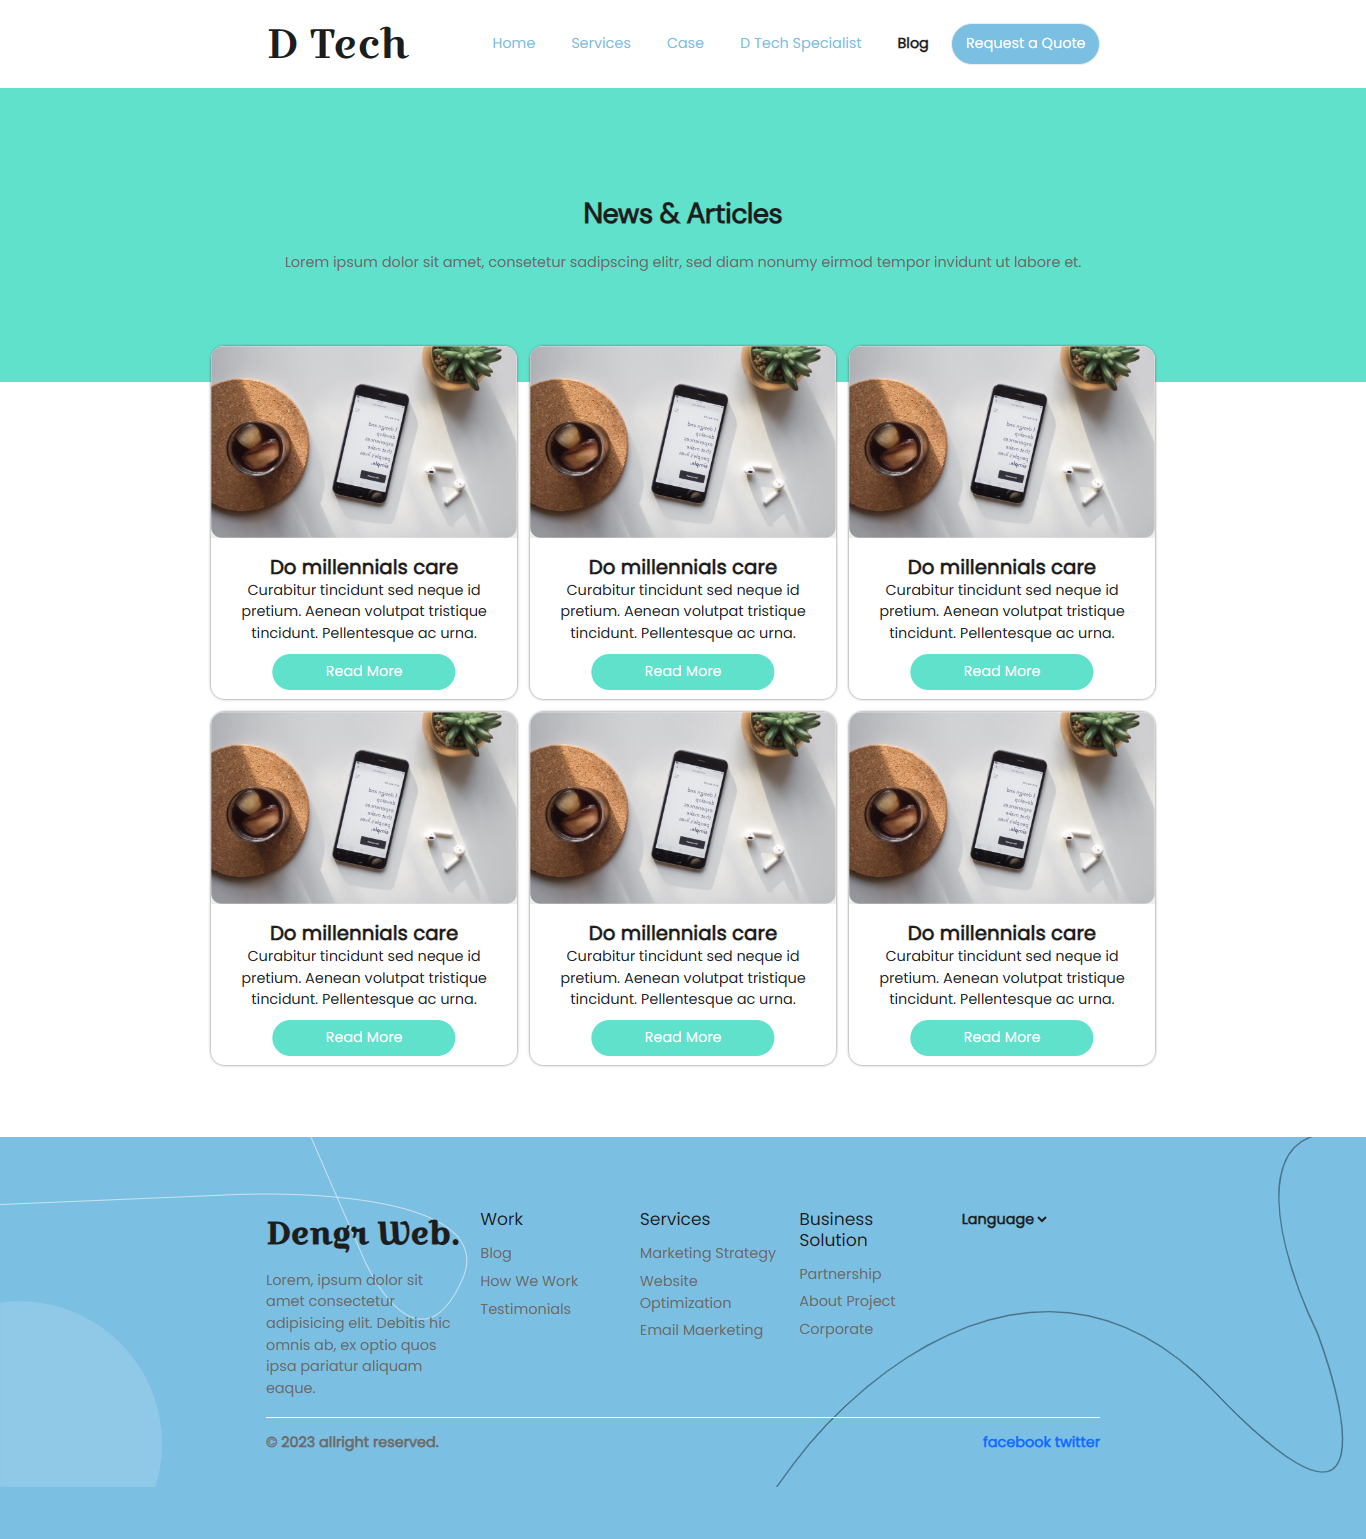 D Tech
Home Services Case D Tech Specialist Blog Request a Quote
News & Articles
Lorem ipsum dolor sit amet, consetetur sadipscing elitr, sed diam nonumy eirmod tempor invidunt ut labore et.
Do millennials care
Curabitur tincidunt sed neque id
pretium. Aenean volutpat tristique
tincidunt. Pellentesque ac urna.
Read More
Do millennials care
Curabitur tincidunt sed neque id
pretium. Aenean volutpat tristique
tincidunt. Pellentesque ac urna.
Read More
Do millennials care
Curabitur tincidunt sed neque id
pretium. Aenean volutpat tristique
tincidunt. Pellentesque ac urna.
Read More
Do millennials care
Curabitur tincidunt sed neque id
pretium. Aenean volutpat tristique
tincidunt. Pellentesque ac urna.
Read More
Do millennials care
Curabitur tincidunt sed neque id
pretium. Aenean volutpat tristique
tincidunt. Pellentesque ac urna.
Read More
Do millennials care
Curabitur tincidunt sed neque id
pretium. Aenean volutpat tristique
tincidunt. Pellentesque ac urna.
Read More
Dengr Web.
Lorem, ipsum dolor sit
amet consectetur
adipisicing elit. Debitis hic
omnis ab, ex optio quos
ipsa pariatur aliquam
eaque.
Work
Blog
How We Work
Testimonials
Services
Marketing Strategy
Website
Optimization
Email Maerketing
Business
Solution
Partnership
About Project
Corporate
Language
© 2023 allright reserved.
facebook twitter